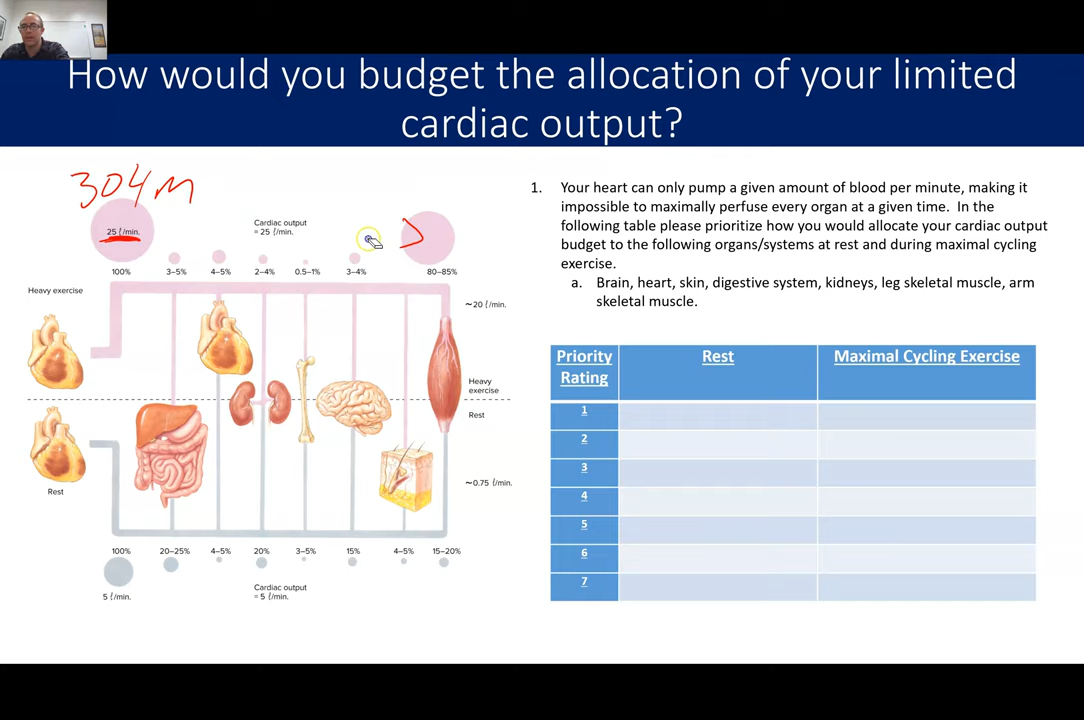 How would you budget the allocation of your limited
cardiac output?
304 M
25 ℓ/min.
Cardiac output
= 25 ℓ/min.
100%
3–5%
4–5%
2–4%
0.5–1%
3–4%
80–85%
Heavy exercise
~20 ℓ/min.
Heavy
exercise
Rest
Rest
~0.75 ℓ/min.
100%
20–25%
4–5%
20%
3–5%
15%
4–5%
15–20%
5 ℓ/min.
Cardiac output
= 5 ℓ/min.
1. Your heart can only pump a given amount of blood per minute, making it
impossible to maximally perfuse every organ at a given time. In the
following table please prioritize how you would allocate your cardiac output
budget to the following organs/systems at rest and during maximal cycling
exercise.
a. Brain, heart, skin, digestive system, kidneys, leg skeletal muscle, arm
skeletal muscle.
Priority Rating
Rest
Maximal Cycling Exercise
1
2
3
4
5
6
7